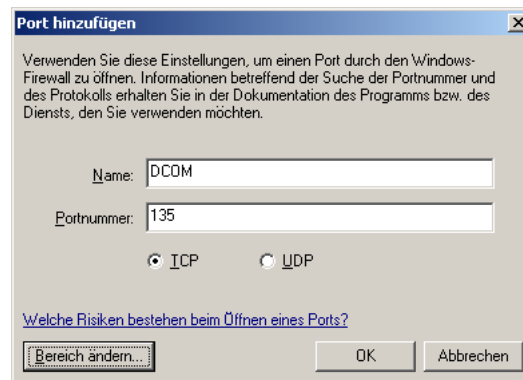 Port hinzufügen
Verwenden Sie diese Einstellungen, um einen Port durch den Windows-
Firewall zu öffnen. Informationen betreffend der Suche der Portnummer und
des Protokolls erhalten Sie in der Dokumentation des Programms bzw. des
Diensts, den Sie verwenden möchten.
Name: DCOM
Portnummer: 135
TCP UDP
Welche Risiken bestehen beim Öffnen eines Ports?
Bereich ändern... OK Abbrechen